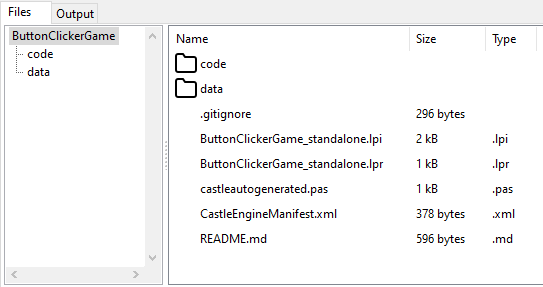 Files Output
ButtonClickerGame
code
data
Name Size Type
code
data
.gitignore 296 bytes
ButtonClickerGame_standalone.lpi 2 kB .lpi
ButtonClickerGame_standalone.lpr 1 kB .lpr
castleautogenerated.pas 1 kB .pas
CastleEngineManifest.xml 378 bytes .xml
README.md 596 bytes .md